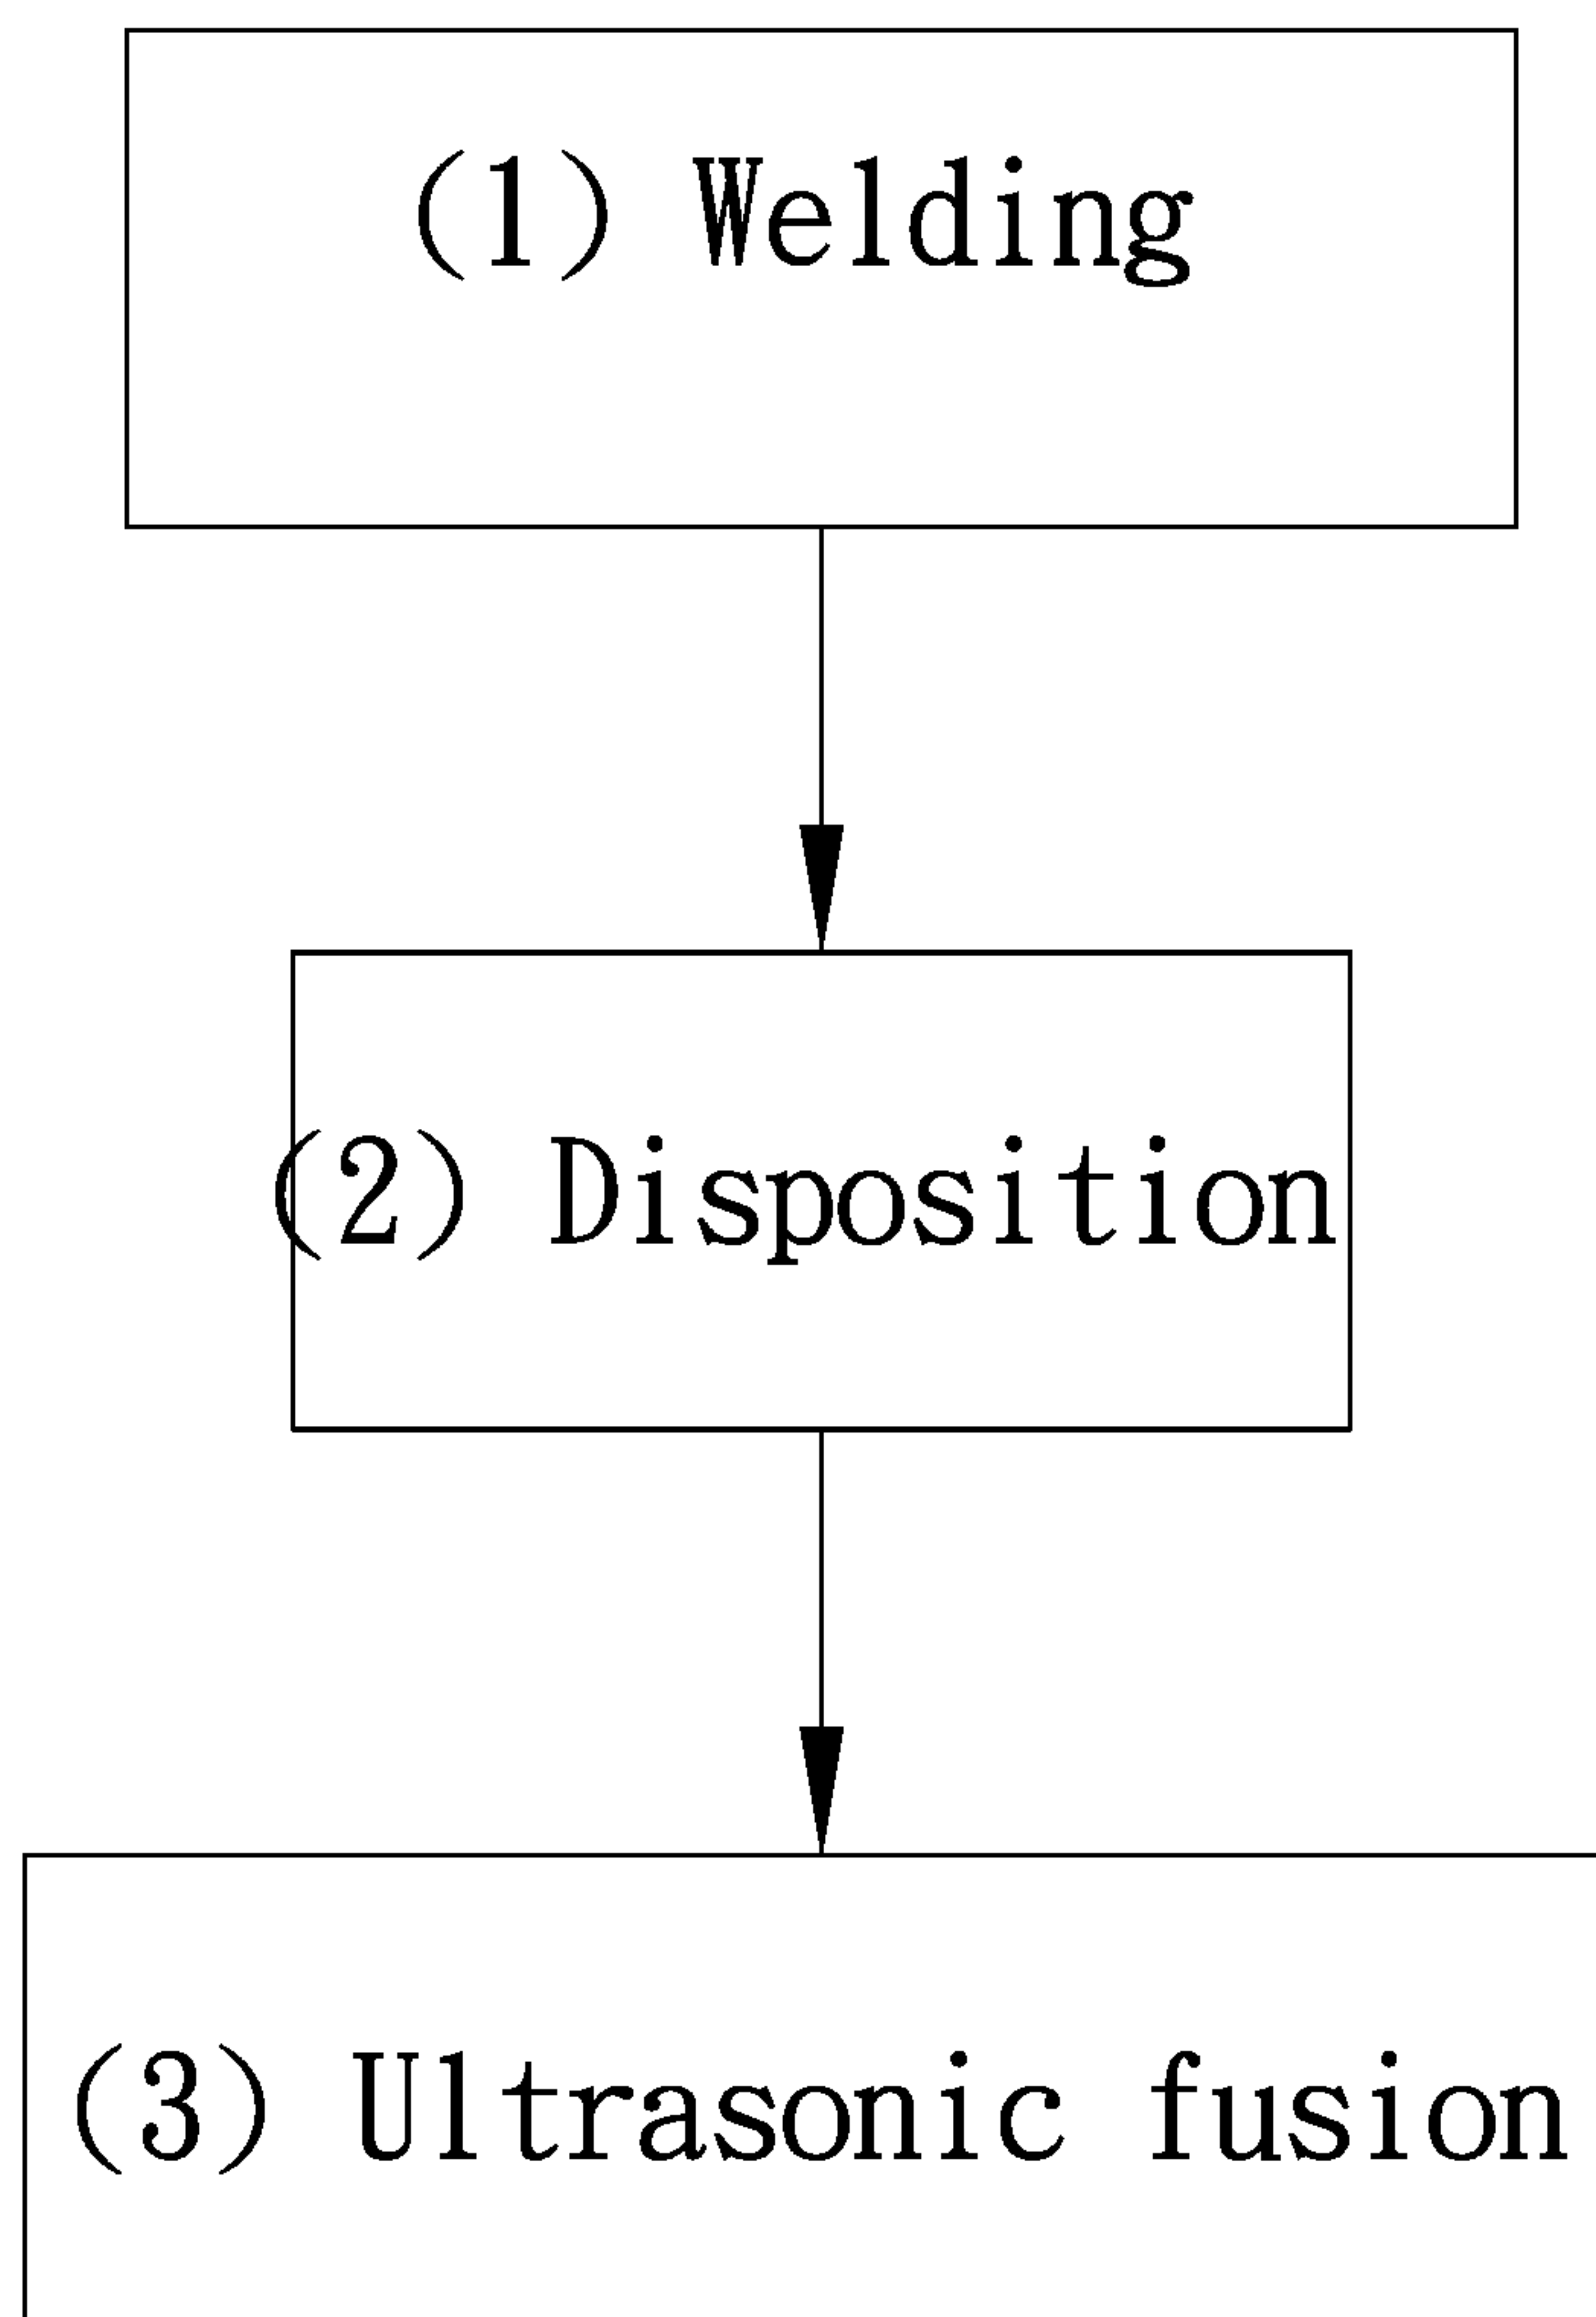 (1) Welding
(2) Disposition
(3) Ultrasonic fusion